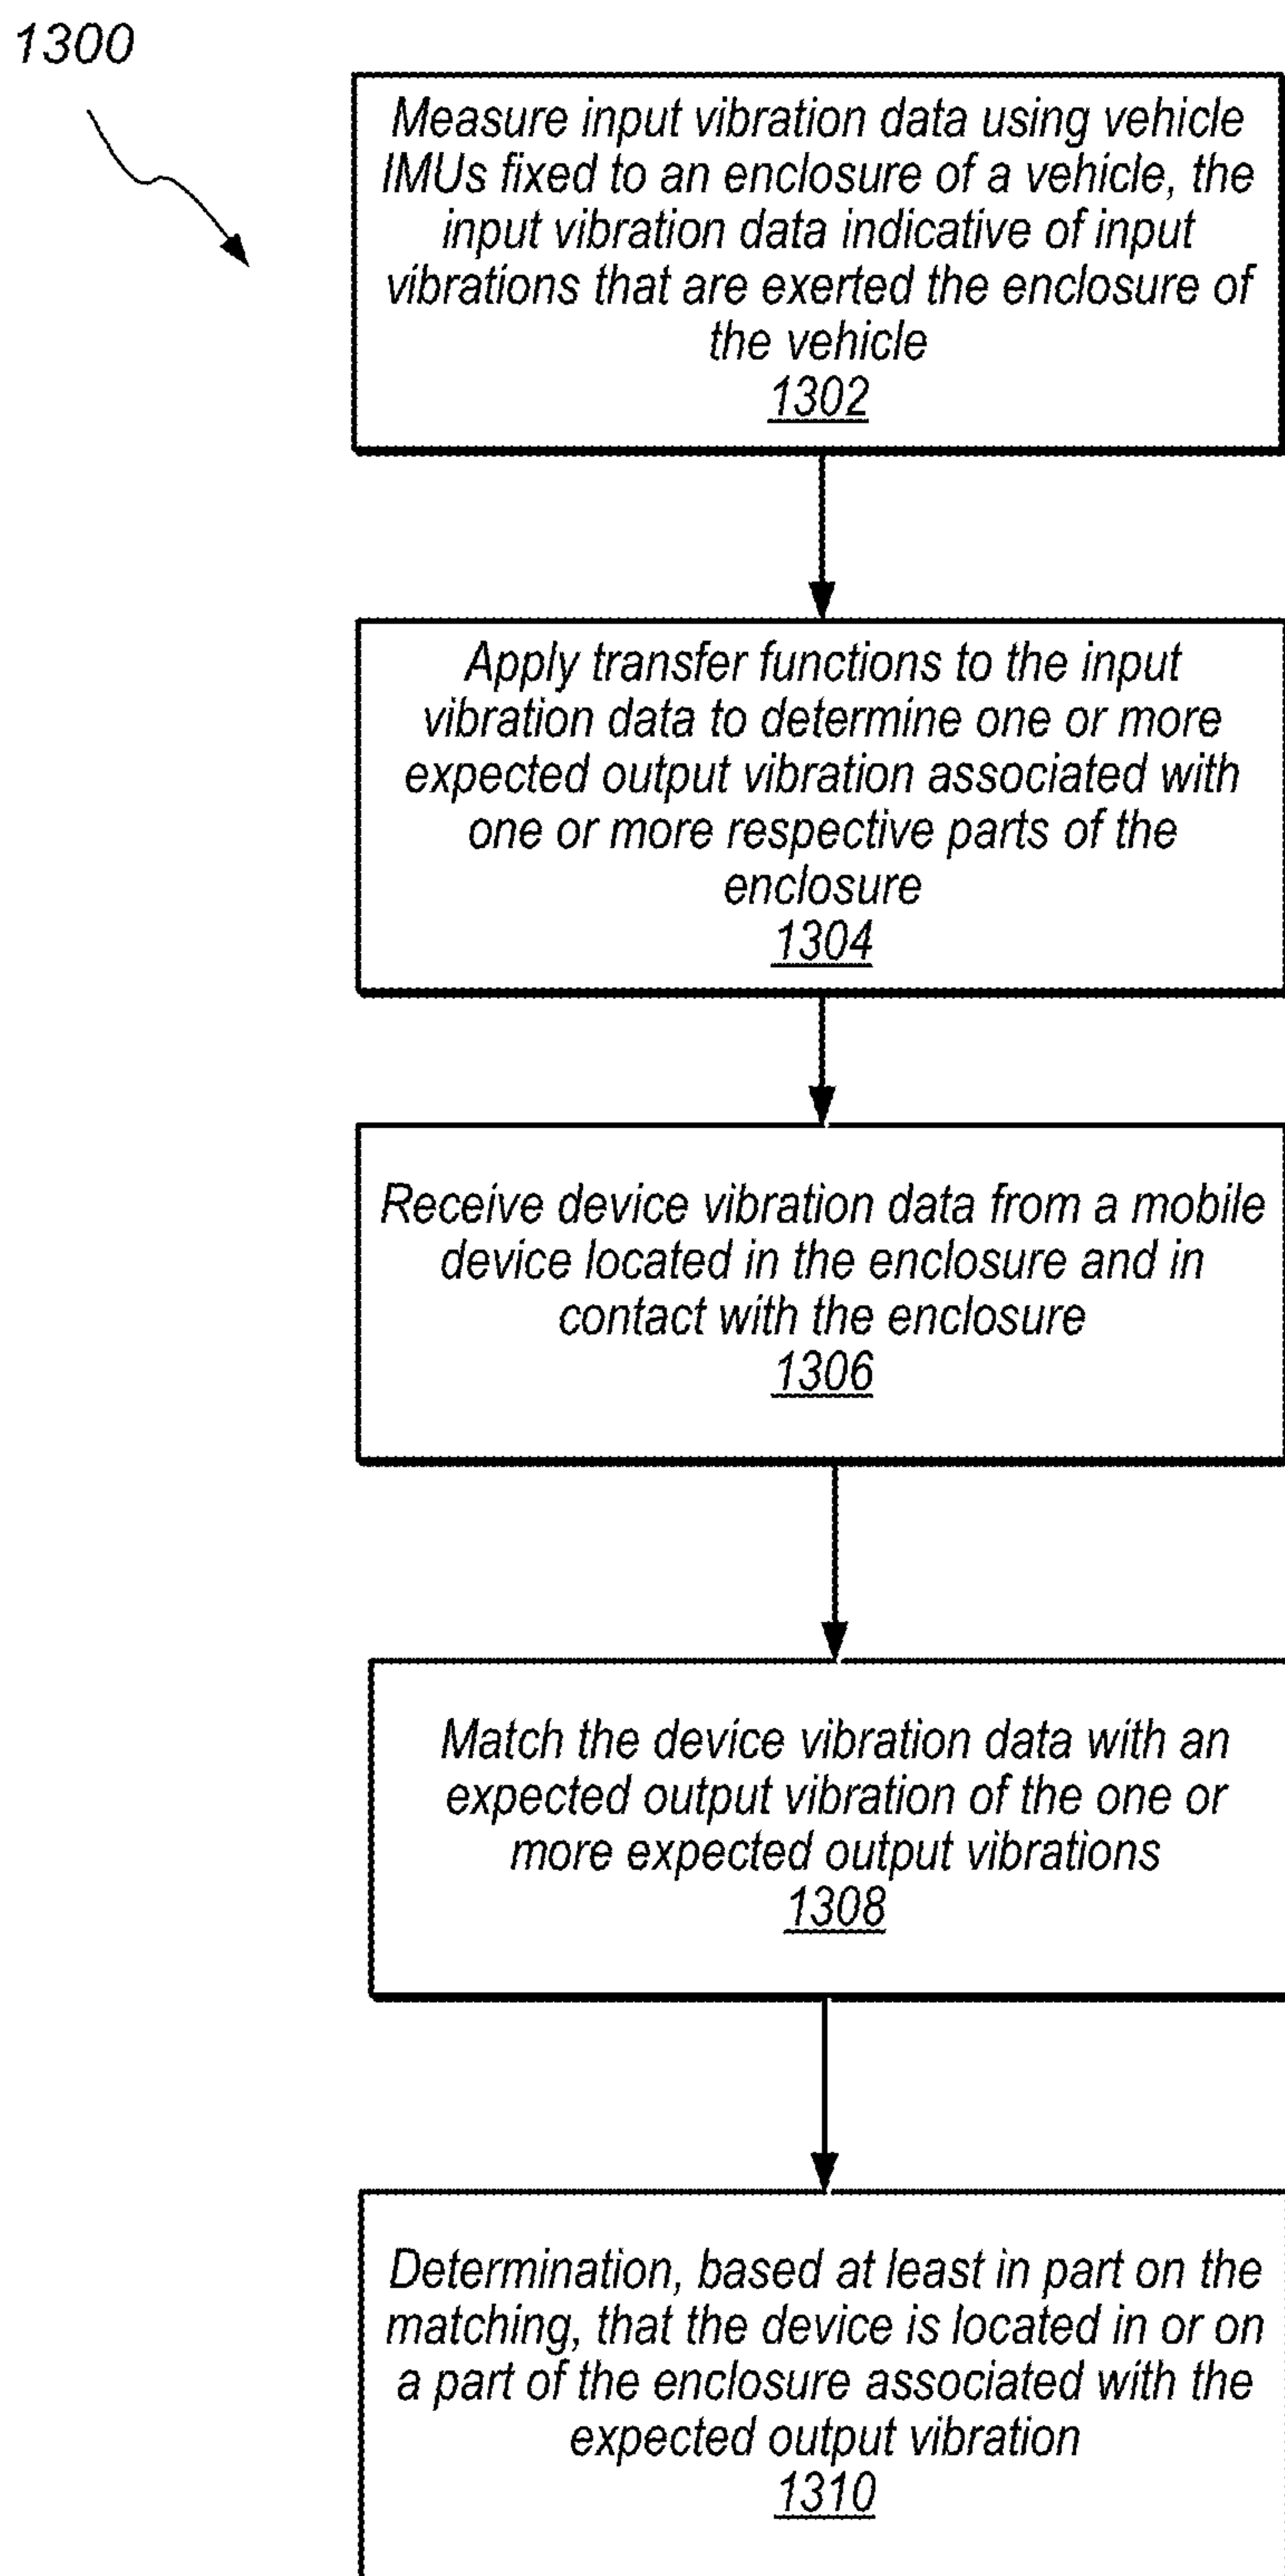 1300
Measure input vibration data using vehicle
IMUs fixed to an enclosure of a vehicle, the
input vibration data indicative of input
vibrations that are exerted the enclosure of
the vehicle
1302
Apply transfer functions to the input
vibration data to determine one or more
expected output vibration associated with
one or more respective parts of the
enclosure
1304
Receive device vibration data from a mobile
device located in the enclosure and in
contact with the enclosure
1306
Match the device vibration data with an
expected output vibration of the one or
more expected output vibrations
1308
Determination, based at least in part on the
matching, that the device is located in or on
a part of the enclosure associated with the
expected output vibration
1310